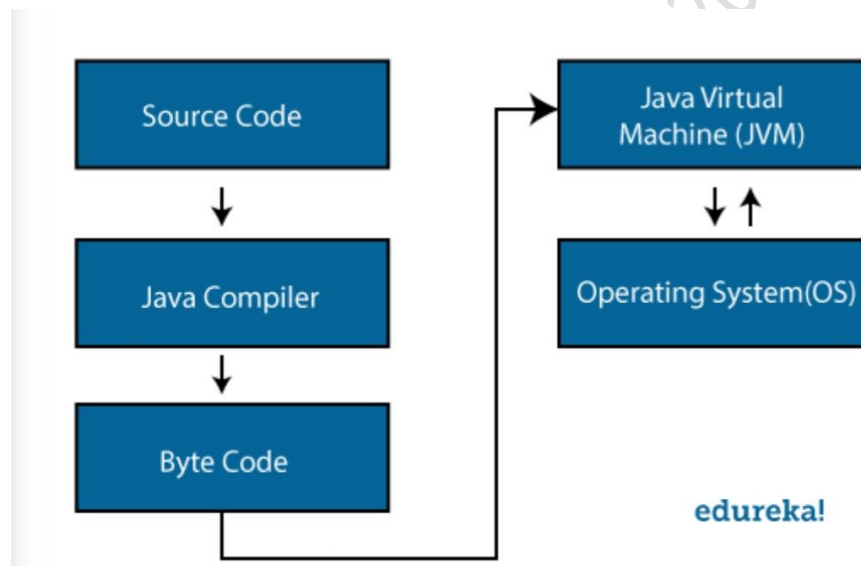 Source Code
Java Compiler
Byte Code
Java Virtual
Machine (JVM)
Operating System(OS)
edureka!